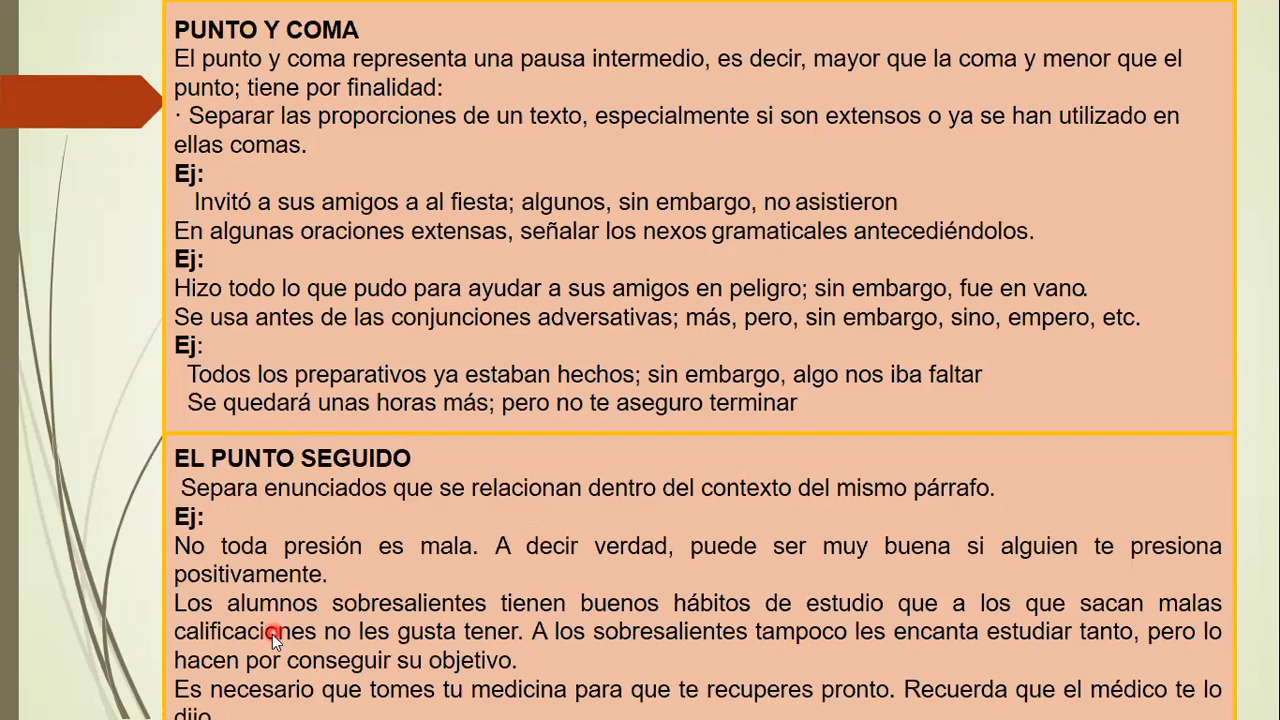 PUNTO Y COMA
El punto y coma representa una pausa intermedio, es decir, mayor que la coma y menor que el
punto; tiene por finalidad:
· Separar las proporciones de un texto, especialmente si son extensos o ya se han utilizado en
ellas comas.
Ej:
Invitó a sus amigos a al fiesta; algunos, sin embargo, no asistieron
En algunas oraciones extensas, señalar los nexos gramaticales antecediéndolos.
Ej:
Hizo todo lo que pudo para ayudar a sus amigos en peligro; sin embargo, fue en vano.
Se usa antes de las conjunciones adversativas; más, pero, sin embargo, sino, empero, etc.
Ej:
Todos los preparativos ya estaban hechos; sin embargo, algo nos iba faltar
Se quedará unas horas más; pero no te aseguro terminar
EL PUNTO SEGUIDO
Separa enunciados que se relacionan dentro del contexto del mismo párrafo.
Ej:
No toda presión es mala. A decir verdad, puede ser muy buena si alguien te presiona
positivamente.
Los alumnos sobresalientes tienen buenos hábitos de estudio que a los que sacan malas
calificaciones no les gusta tener. A los sobresalientes tampoco les encanta estudiar tanto, pero lo
hacen por conseguir su objetivo.
Es necesario que tomes tu medicina para que te recuperes pronto. Recuerda que el médico te lo
dijo.